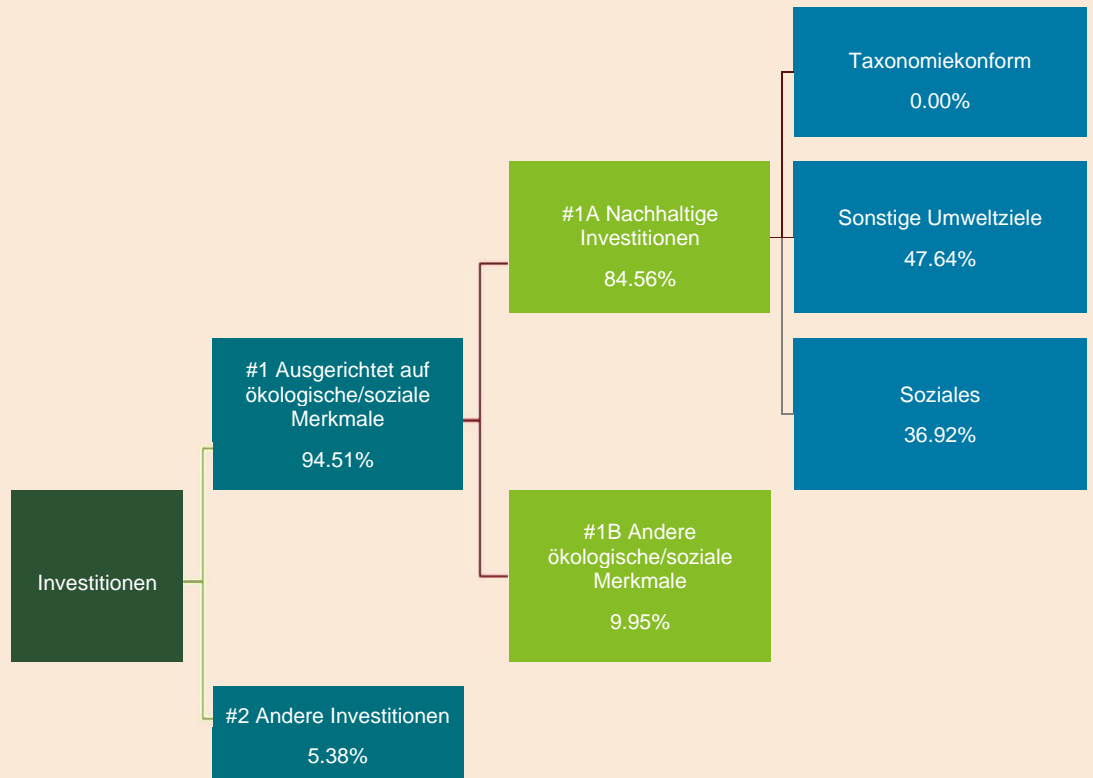 Taxonomiekonform
0.00%
#1A Nachhaltige
Investitionen
84.56%
Sonstige Umweltziele
47.64%
#1 Ausgerichtet auf
ökologische/soziale
Merkmale
94.51%
Soziales
36.92%
Investitionen
#1B Andere
ökologische/soziale
Merkmale
9.95%
#2 Andere Investitionen
5.38%